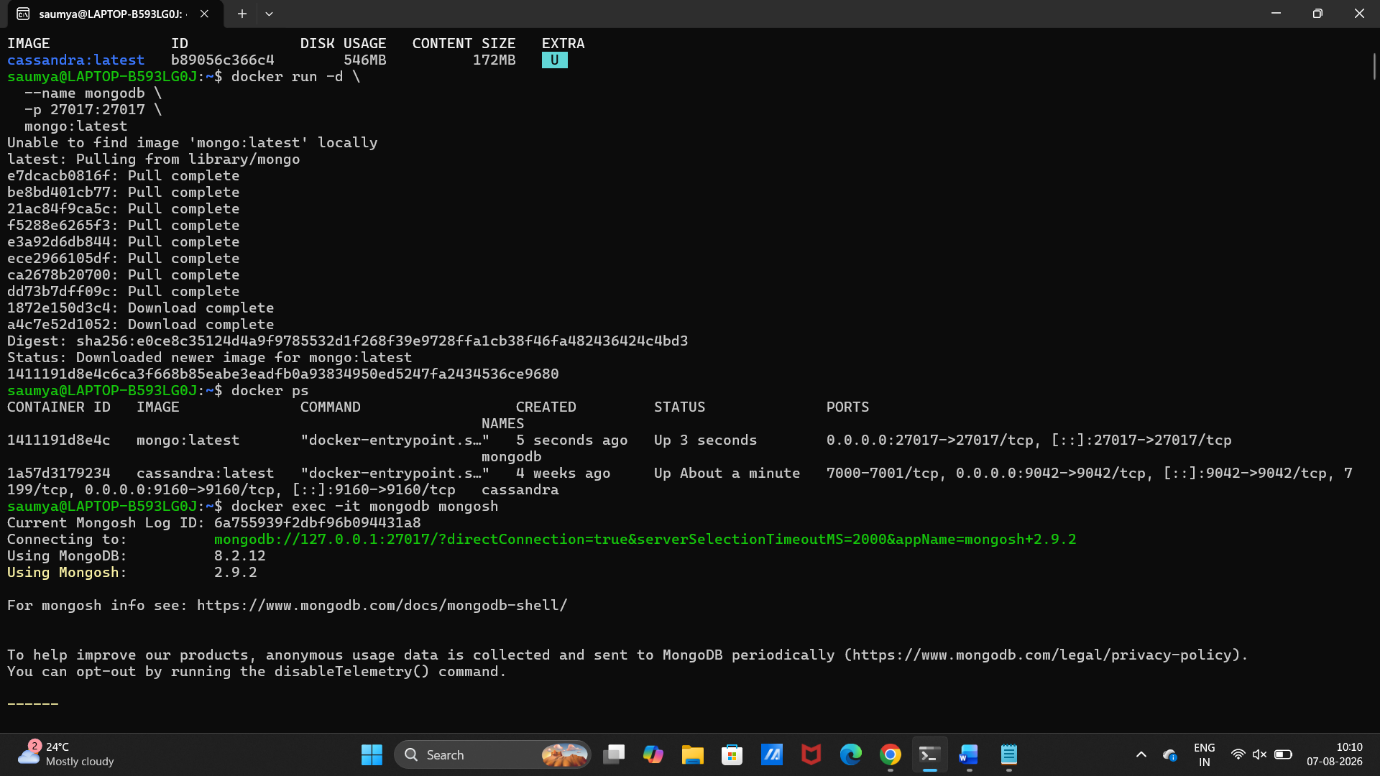 saumya@LAPTOP-B593LG0J: ~
IMAGE ID DISK USAGE CONTENT SIZE EXTRA
cassandra:latest b89056c366c4 546MB 172MB U
saumya@LAPTOP-B593LG0J:~$ docker run -d \
--name mongodb \
-p 27017:27017 \
mongo:latest
Unable to find image 'mongo:latest' locally
latest: Pulling from library/mongo
e7dcacb0816f: Pull complete
be8bd401cb77: Pull complete
21ac84f9ca5c: Pull complete
f5288e6265f3: Pull complete
e3a92d6db844: Pull complete
ece2966105df: Pull complete
ca2678b20700: Pull complete
dd73b7dff09c: Pull complete
1872e150d3c4: Download complete
a4c7e52d1052: Download complete
Digest: sha256:e0ce8c35124d4a9f9785532d1f268f39e9728ffa1cb38f46fa482436424c4bd3
Status: Downloaded newer image for mongo:latest
1411191d8e4c6ca3f668b85eabe3eadfb0a93834950ed5247fa2434536ce9680
saumya@LAPTOP-B593LG0J:~$ docker ps
CONTAINER ID IMAGE COMMAND CREATED STATUS PORTS
NAMES
1411191d8e4c mongo:latest "docker-entrypoint.s…" 5 seconds ago Up 3 seconds 0.0.0.0:27017->27017/tcp, [::]:27017->27017/tcp
mongodb
1a57d3179234 cassandra:latest "docker-entrypoint.s…" 4 weeks ago Up About a minute 7000-7001/tcp, 0.0.0.0:9042->9042/tcp, [::]:9042->9042/tcp, 7
199/tcp, 0.0.0.0:9160->9160/tcp, [::]:9160->9160/tcp cassandra
saumya@LAPTOP-B593LG0J:~$ docker exec -it mongodb mongosh
Current Mongosh Log ID: 6a755939f2dbf96b094431a8
Connecting to: mongodb://127.0.0.1:27017/?directConnection=true&serverSelectionTimeoutMS=2000&appName=mongosh+2.9.2
Using MongoDB: 8.2.12
Using Mongosh: 2.9.2
For mongosh info see: https://www.mongodb.com/docs/mongodb-shell/
To help improve our products, anonymous usage data is collected and sent to MongoDB periodically (https://www.mongodb.com/legal/privacy-policy).
You can opt-out by running the disableTelemetry() command.
------
2
24°C
Mostly cloudy
Search
ENG
IN
10:10
07-08-2026